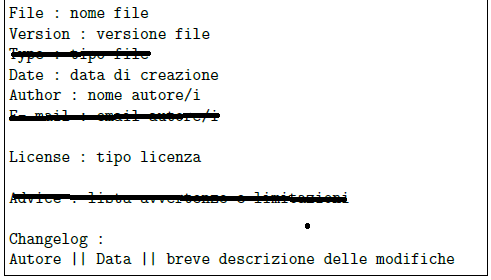 File : nome file
Version : versione file
Type : tipo file
Date : data di creazione
Author : nome autore/i
E-mail : email autore/i
License : tipo licenza
Advice : lista avvertenze e limitazioni
Changelog :
Autore || Data || breve descrizione delle modifiche